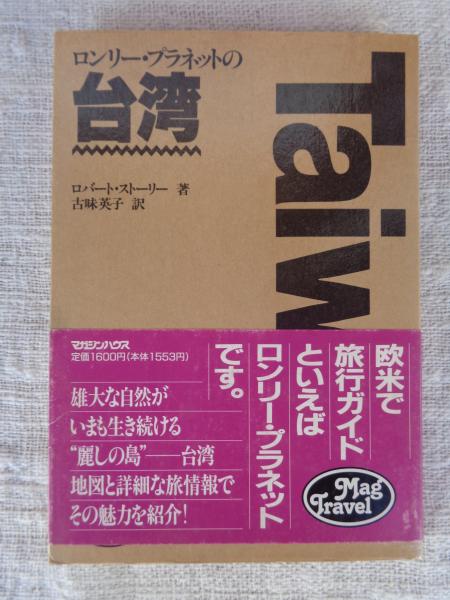 ロンリー・プラネットの
台湾
ロバート・ストーリー 著
古味英子 訳
Taiw
マガジンハウス
定価1600円(本体1553円)
欧米で
旅行ガイド
といえば
ロンリー・プラネット
です。
雄大な自然が
いまも生き続ける
“麗しの島”──台湾
地図と詳細な旅情報で
その魅力を紹介!
Mag
Travel